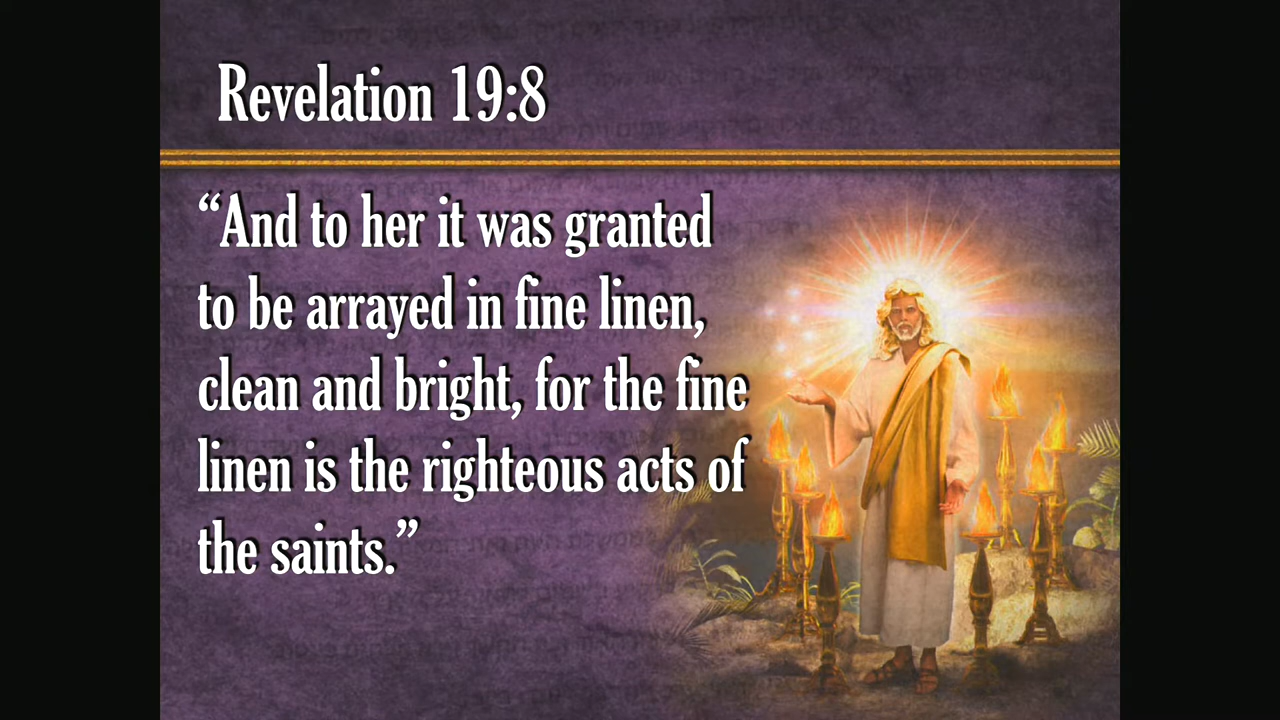 Revelation 19:8
“And to her it was granted
to be arrayed in fine linen,
clean and bright, for the fine
linen is the righteous acts of
the saints.”